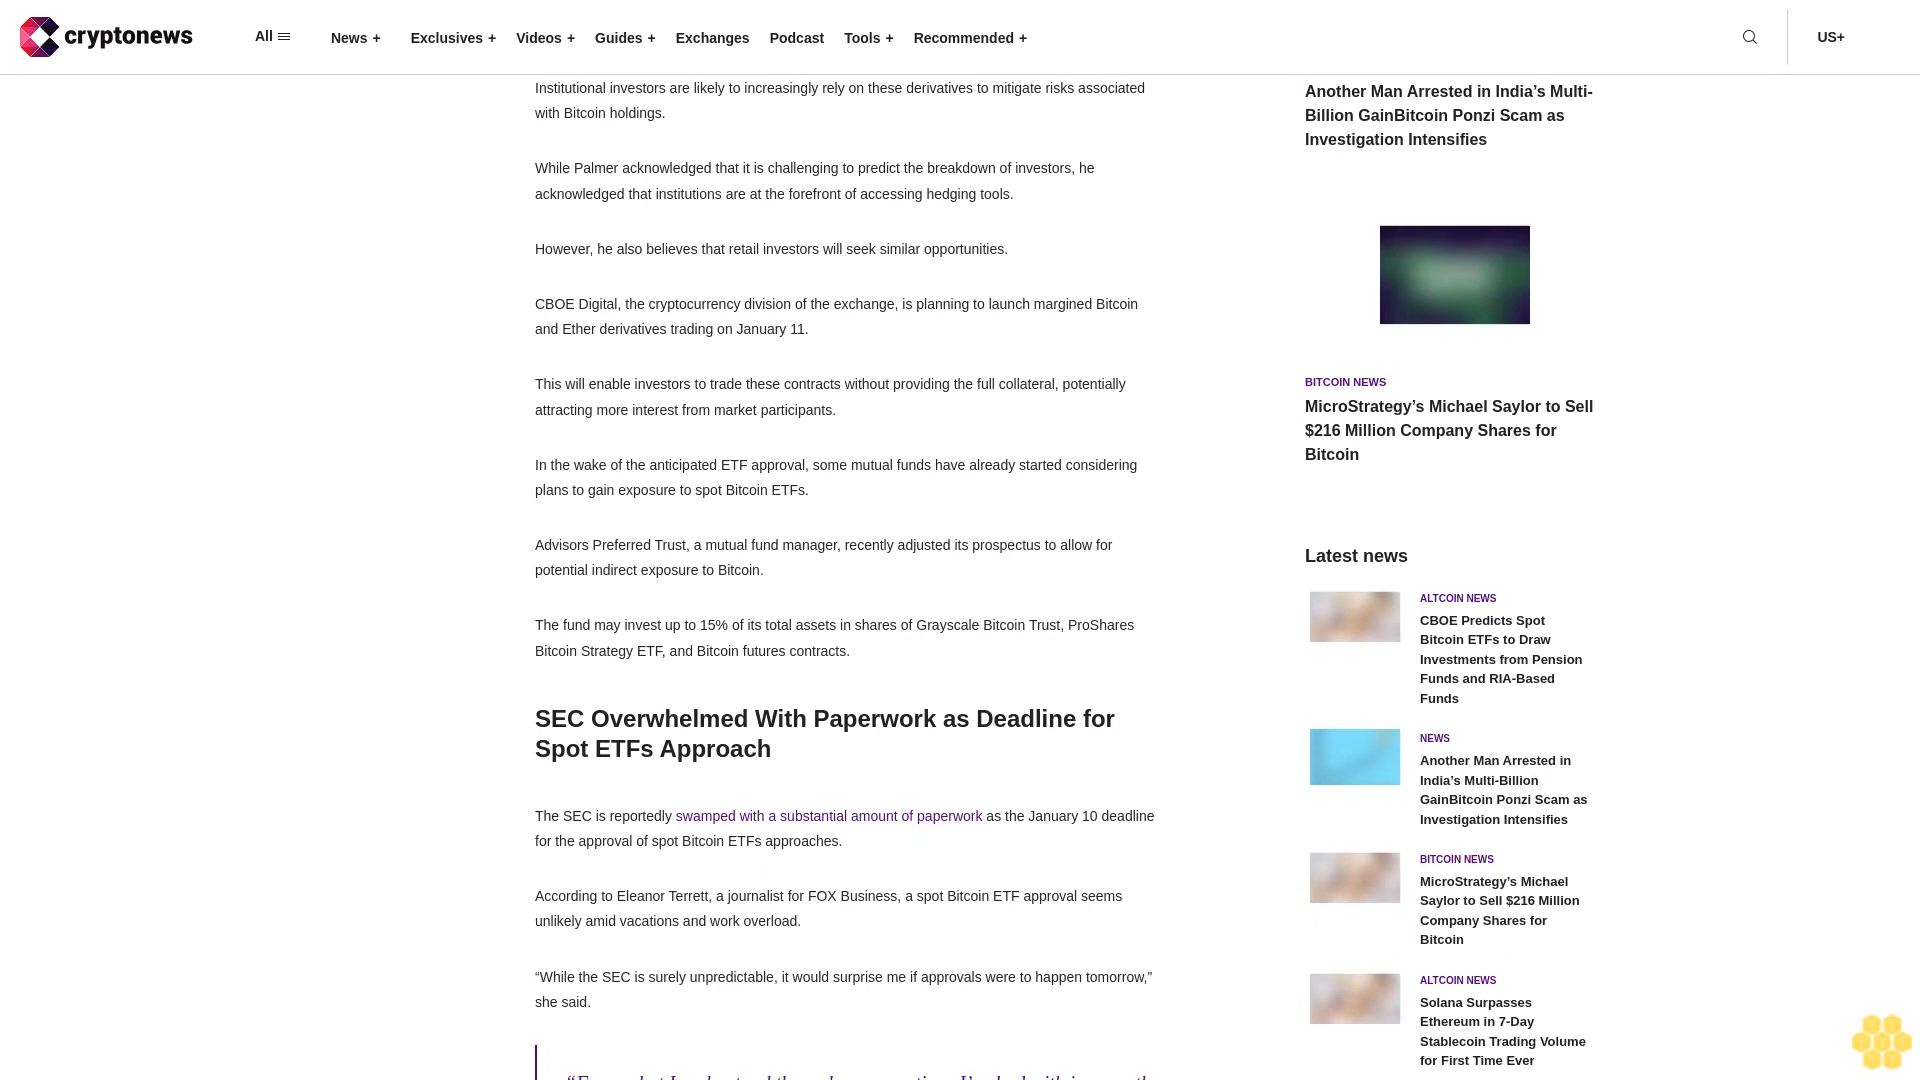 cryptonews
All
News +
Exclusives +
Videos +
Guides +
Exchanges
Podcast
Tools +
Recommended +
US+
Institutional investors are likely to increasingly rely on these derivatives to mitigate risks associated
with Bitcoin holdings.
While Palmer acknowledged that it is challenging to predict the breakdown of investors, he
acknowledged that institutions are at the forefront of accessing hedging tools.
However, he also believes that retail investors will seek similar opportunities.
CBOE Digital, the cryptocurrency division of the exchange, is planning to launch margined Bitcoin
and Ether derivatives trading on January 11.
This will enable investors to trade these contracts without providing the full collateral, potentially
attracting more interest from market participants.
In the wake of the anticipated ETF approval, some mutual funds have already started considering
plans to gain exposure to spot Bitcoin ETFs.
Advisors Preferred Trust, a mutual fund manager, recently adjusted its prospectus to allow for
potential indirect exposure to Bitcoin.
The fund may invest up to 15% of its total assets in shares of Grayscale Bitcoin Trust, ProShares
Bitcoin Strategy ETF, and Bitcoin futures contracts.
SEC Overwhelmed With Paperwork as Deadline for
Spot ETFs Approach
The SEC is reportedly swamped with a substantial amount of paperwork as the January 10 deadline
for the approval of spot Bitcoin ETFs approaches.
According to Eleanor Terrett, a journalist for FOX Business, a spot Bitcoin ETF approval seems
unlikely amid vacations and work overload.
“While the SEC is surely unpredictable, it would surprise me if approvals were to happen tomorrow,”
she said.
Another Man Arrested in India’s Multi-
Billion GainBitcoin Ponzi Scam as
Investigation Intensifies
BITCOIN NEWS
MicroStrategy’s Michael Saylor to Sell
$216 Million Company Shares for
Bitcoin
Latest news
ALTCOIN NEWS
CBOE Predicts Spot
Bitcoin ETFs to Draw
Investments from Pension
Funds and RIA-Based
Funds
NEWS
Another Man Arrested in
India’s Multi-Billion
GainBitcoin Ponzi Scam as
Investigation Intensifies
BITCOIN NEWS
MicroStrategy’s Michael
Saylor to Sell $216 Million
Company Shares for
Bitcoin
ALTCOIN NEWS
Solana Surpasses
Ethereum in 7-Day
Stablecoin Trading Volume
for First Time Ever